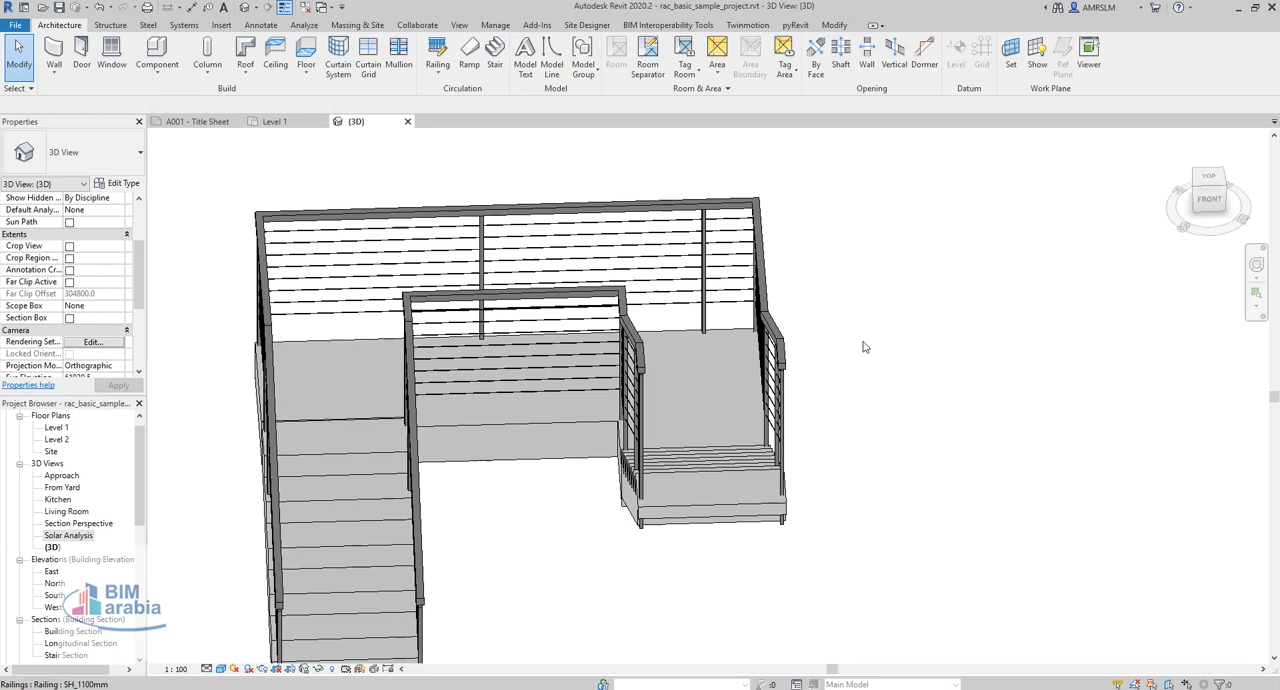 Autodesk Revit 2020.2 - rac_basic_sample_project.rvt - 3D View: {3D}
AMRSLM
File Architecture Structure Steel Systems Insert Annotate Analyze Massing & Site Collaborate View Manage Add-Ins Site Designer BIM Interoperability Tools Twinmotion pyRevit Modify
Modify Wall Door Window Component Column Roof Ceiling Floor Curtain System Curtain Grid Mullion Railing Ramp Stair Model Text Model Line Model Group Room Room Separator Tag Room Area Area Boundary Tag Area By Face Shaft Wall Vertical Dormer Level Grid Set Show Ref Plane Viewer
Select Build Circulation Model Room & Area Opening Datum Work Plane
Properties
A001 - Title Sheet
Level 1
{3D}
3D View
3D View: {3D}
Edit Type
Show Hidden ... By Discipline
Default Analy... None
Sun Path
Extents
Crop View
Crop Region ...
Annotation Cr...
Far Clip Active
Far Clip Offset 304800.0
Scope Box None
Section Box
Camera
Rendering Set... Edit...
Locked Orient...
Projection Mo... Orthographic
Properties help
Apply
TOP
FRONT
Project Browser - rac_basic_sample...
Floor Plans
Level 1
Level 2
Site
3D Views
Approach
From Yard
Kitchen
Living Room
Section Perspective
Solar Analysis
{3D}
Elevations (Building Elevation)
East
North
South
West
Sections (Building Section)
Building Section
Longitudinal Section
Stair Section
BIM
arabia
1 : 100
Railings : Railing : SH_1100mm
:0
Main Model
:0